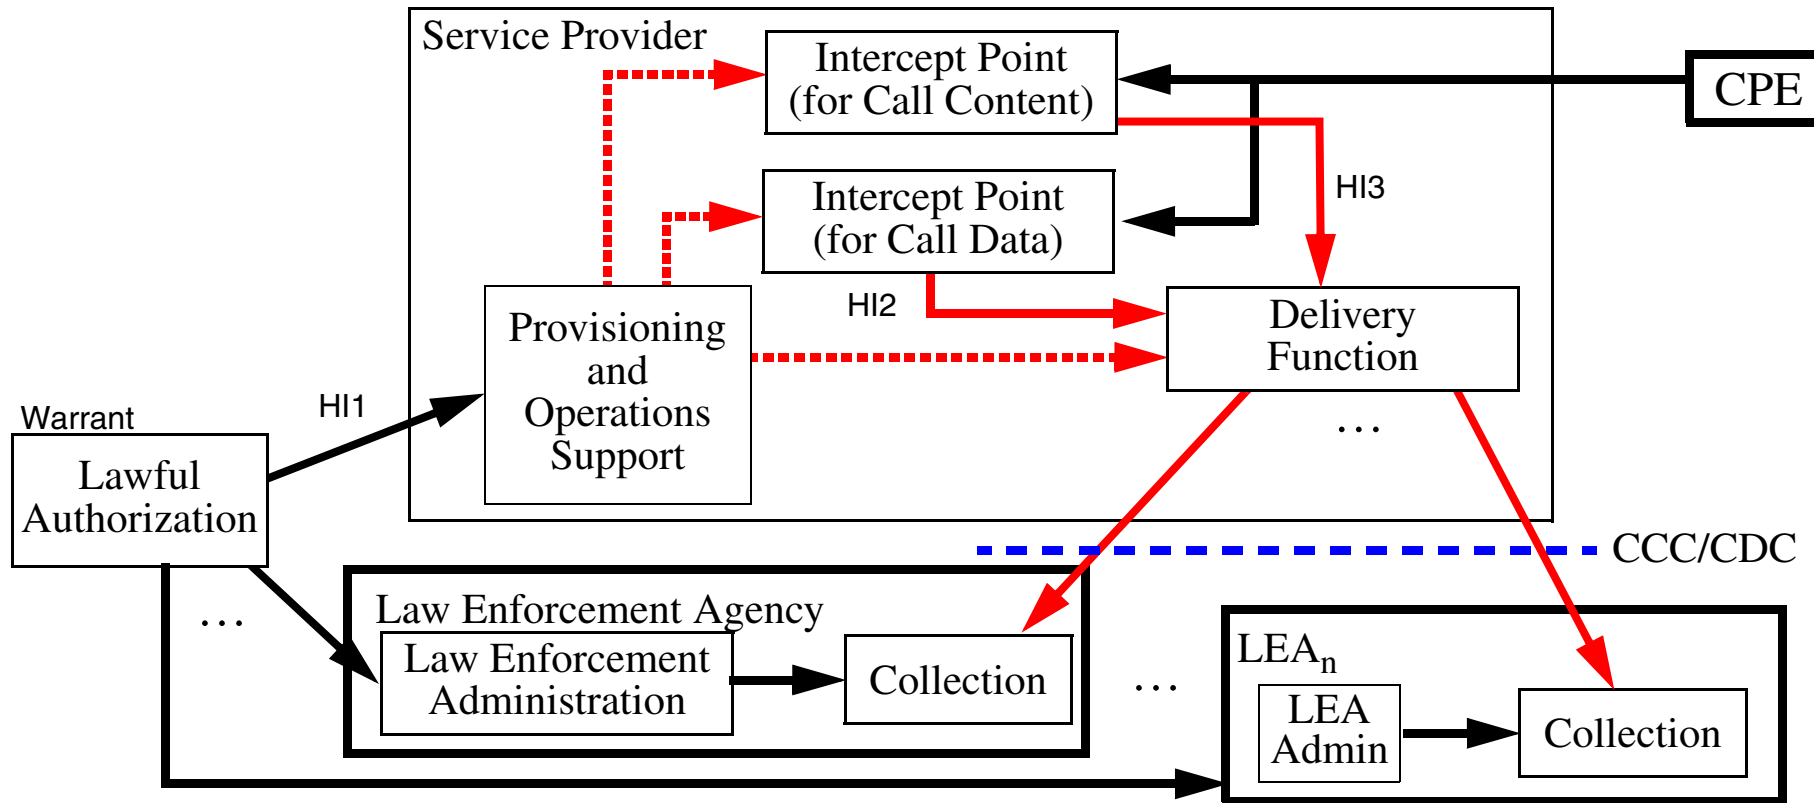 Service Provider
Intercept Point
(for Call Content)
CPE
Intercept Point
(for Call Data)
HI3
HI2
Provisioning
and
Operations
Support
Delivery
Function
...
HI1
Warrant
Lawful
Authorization
CCC/CDC
...
Law Enforcement Agency
Law Enforcement
Administration
Collection
...
LEAn
LEA
Admin
Collection